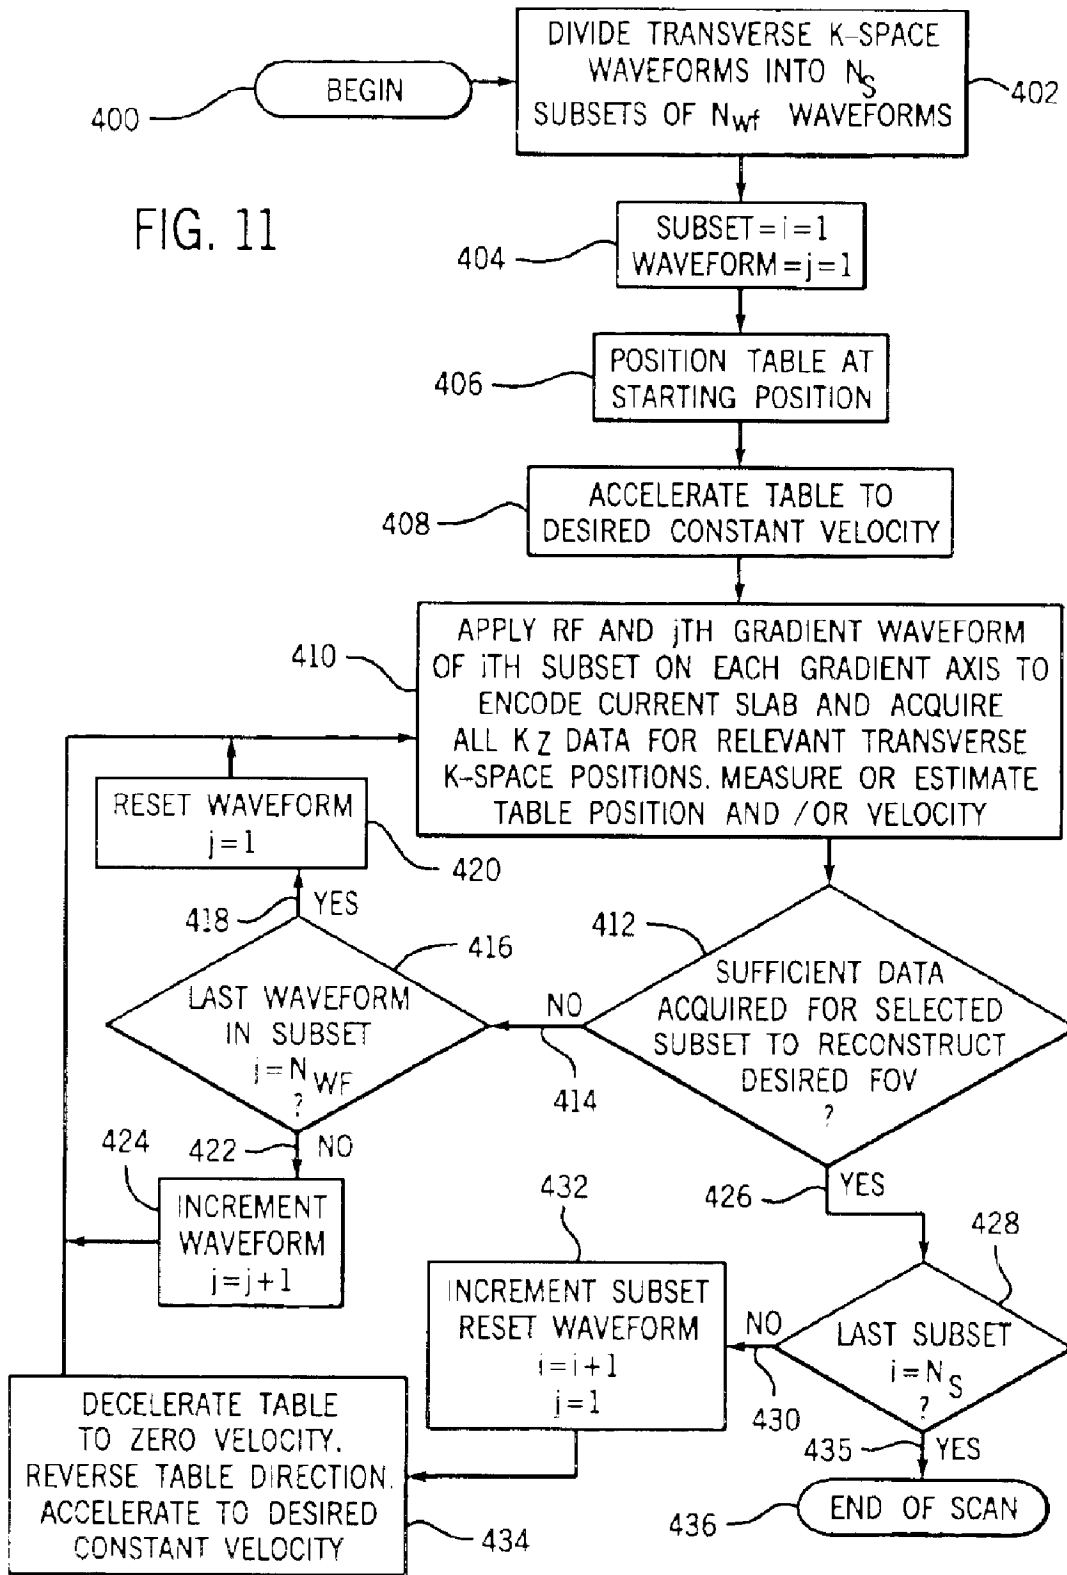 400
BEGIN
DIVIDE TRANSVERSE K-SPACE
WAVEFORMS INTO NS
SUBSETS OF Nwf WAVEFORMS
402
FIG. 11
404
SUBSET=i=1
WAVEFORM=j=1
406
POSITION TABLE AT
STARTING POSITION
408
ACCELERATE TABLE TO
DESIRED CONSTANT VELOCITY
410
APPLY RF AND jTH GRADIENT WAVEFORM
OF iTH SUBSET ON EACH GRADIENT AXIS TO
ENCODE CURRENT SLAB AND ACQUIRE
ALL KZ DATA FOR RELEVANT TRANSVERSE
K-SPACE POSITIONS. MEASURE OR ESTIMATE
TABLE POSITION AND /OR VELOCITY
RESET WAVEFORM
j=1
420
418
YES
416
LAST WAVEFORM
IN SUBSET
j=NWF
?
NO
414
412
SUFFICIENT DATA
ACQUIRED FOR SELECTED
SUBSET TO RECONSTRUCT
DESIRED FOV
?
422
NO
424
INCREMENT
WAVEFORM
j=j+1
426
YES
428
LAST SUBSET
i=NS
?
NO
430
432
INCREMENT SUBSET
RESET WAVEFORM
i=i+1
j=1
DECELERATE TABLE
TO ZERO VELOCITY.
REVERSE TABLE DIRECTION.
ACCELERATE TO DESIRED
CONSTANT VELOCITY
434
435
YES
436
END OF SCAN